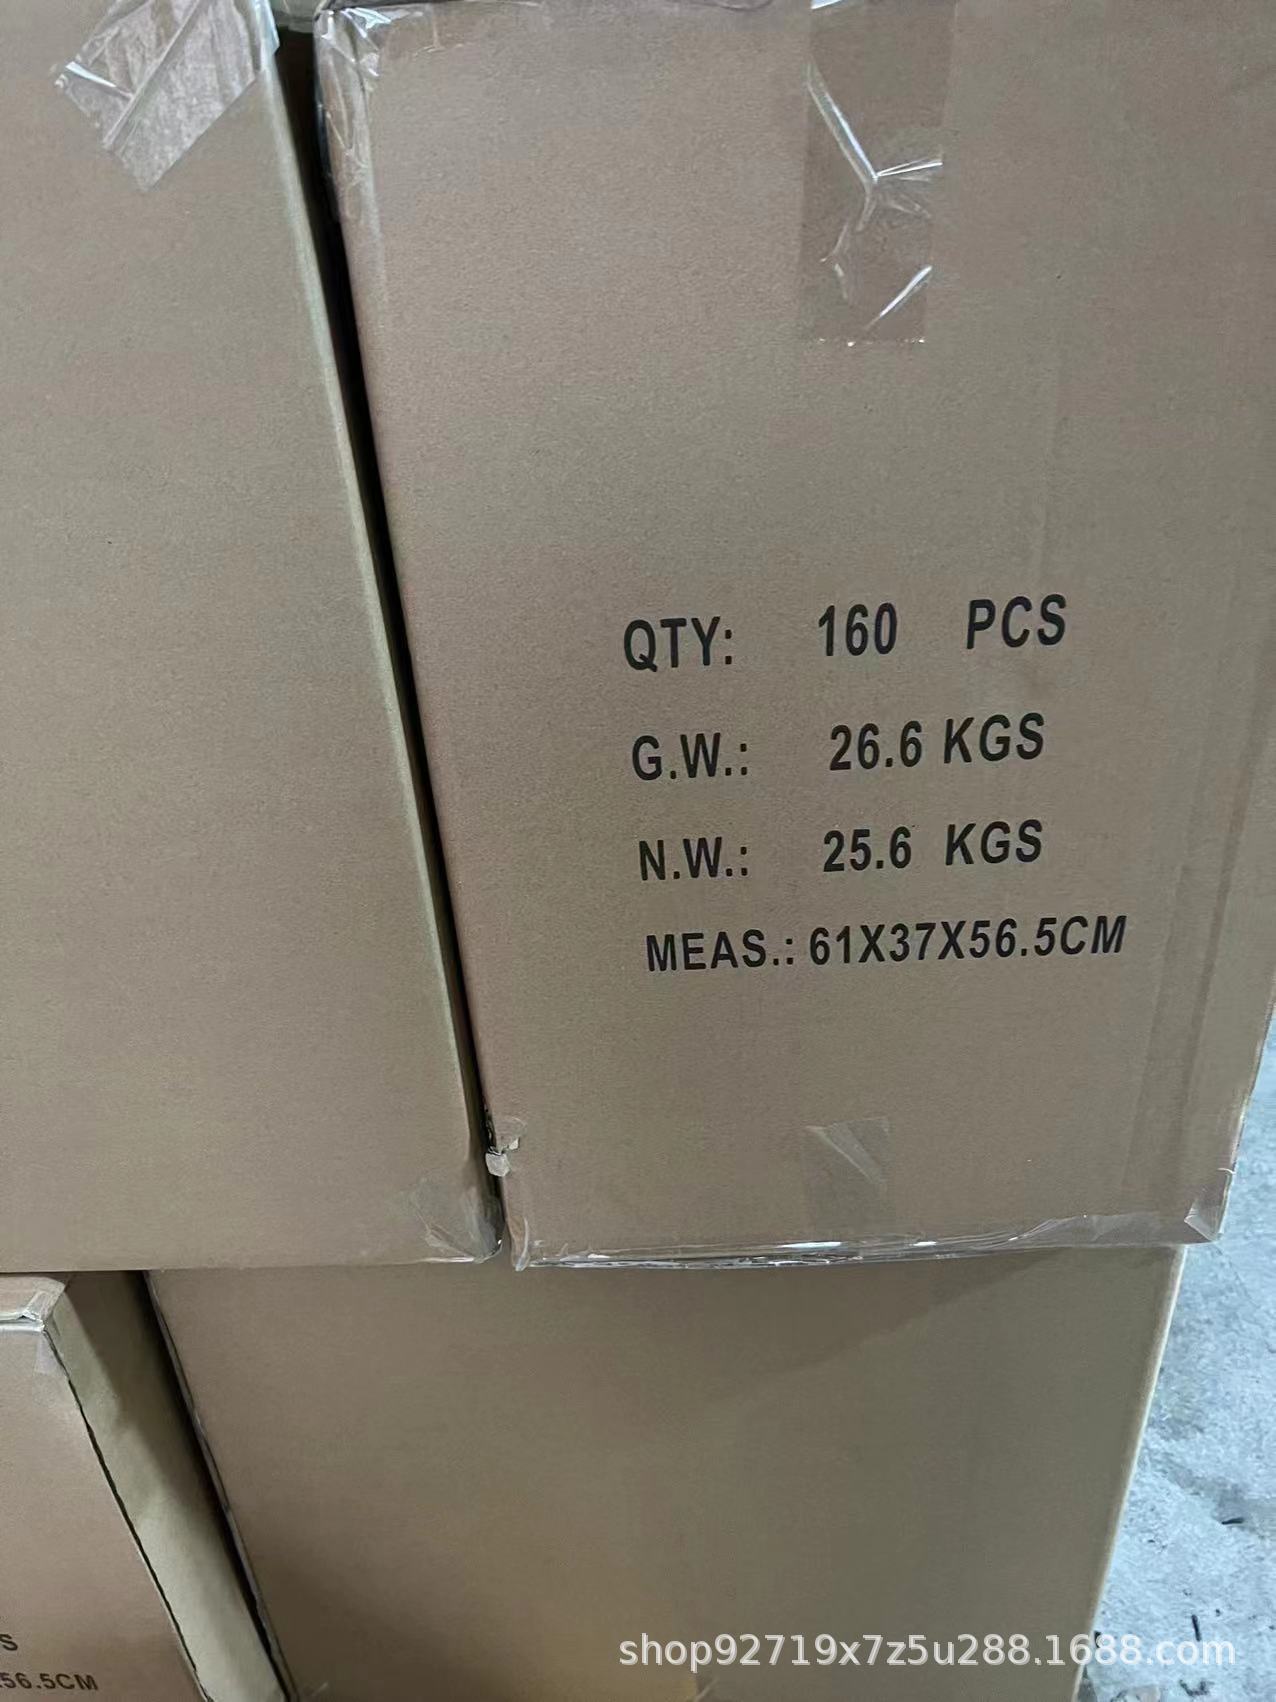 QTY: 160 PCS
G.W.: 26.6 KGS
N.W.: 25.6 KGS
MEAS.: 61X37X56.5CM
S
56.5CM
shop92719x7z5u288.1688.com